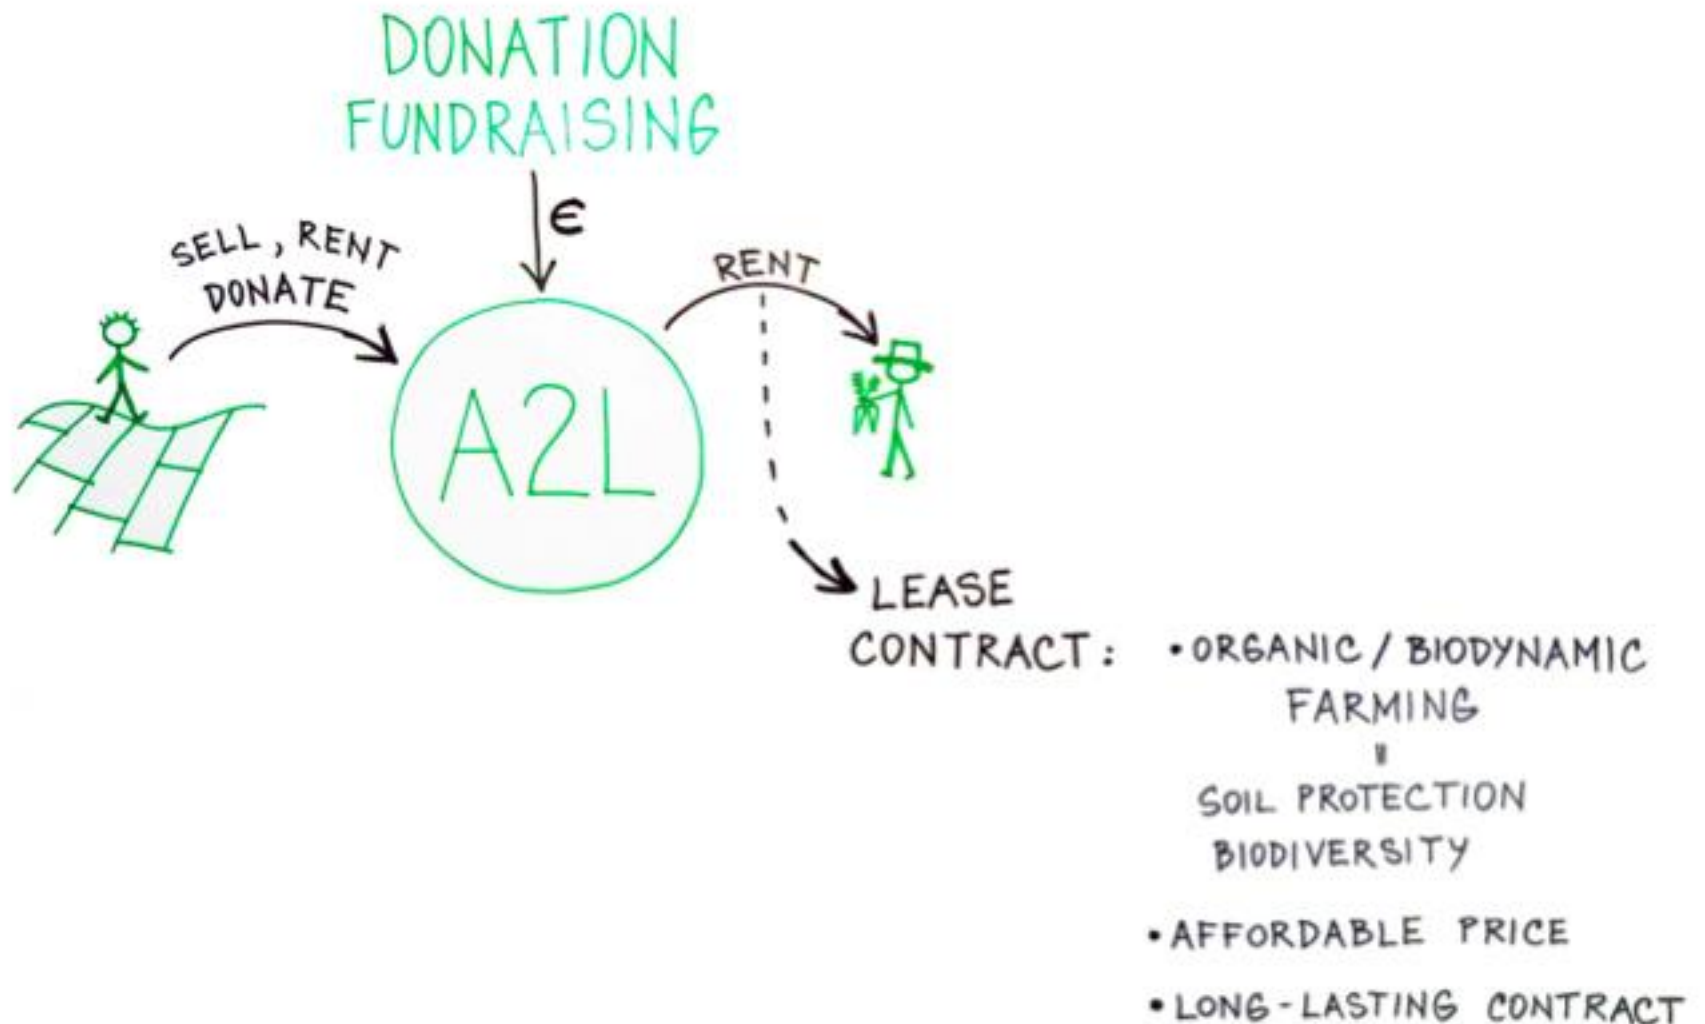 DONATION
FUNDRAISING
€
SELL, RENT
DONATE
RENT
A2L
LEASE
CONTRACT:
• ORGANIC / BIODYNAMIC
FARMING
=
SOIL PROTECTION
BIODIVERSITY
• AFFORDABLE PRICE
• LONG-LASTING CONTRACT